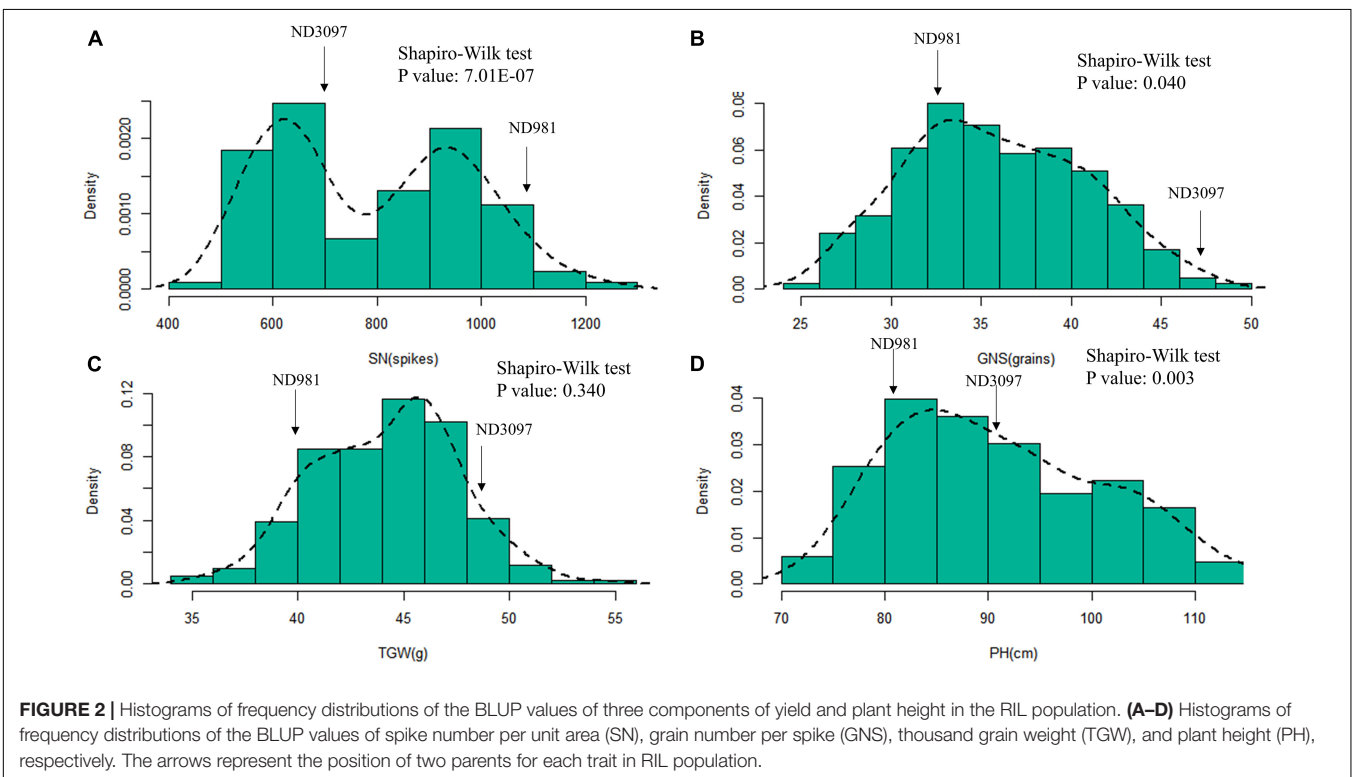 A
ND3097
Shapiro-Wilk test
P value: 7.01E-07
ND981
Density
0.0000
0.0010
0.0020
400
600
800
1000
1200
SN(spikes)
B
ND981
Shapiro-Wilk test
P value: 0.040
ND3097
Density
0.00
0.02
0.04
0.06
0.08
25
30
35
40
45
50
GNS(grains)
C
ND981
Shapiro-Wilk test
P value: 0.340
ND3097
Density
0.00
0.04
0.08
0.12
35
40
45
50
55
TGW(g)
D
ND981
ND3097
Shapiro-Wilk test
P value: 0.003
Density
0.00
0.01
0.02
0.03
0.04
70
80
90
100
110
PH(cm)
FIGURE 2 | Histograms of frequency distributions of the BLUP values of three components of yield and plant height in the RIL population. (A–D) Histograms of
frequency distributions of the BLUP values of spike number per unit area (SN), grain number per spike (GNS), thousand grain weight (TGW), and plant height (PH),
respectively. The arrows represent the position of two parents for each trait in RIL population.